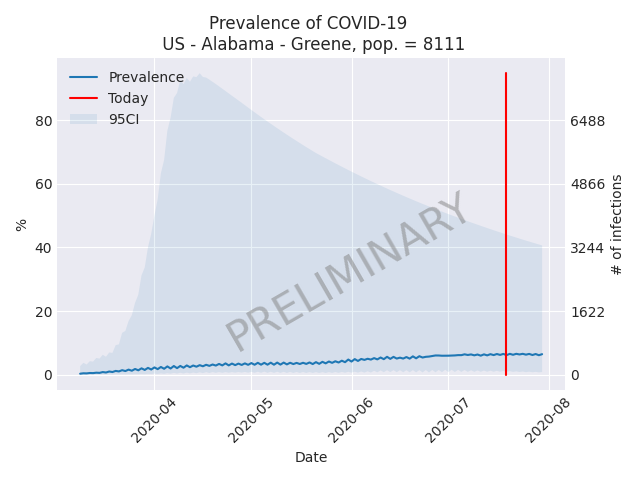 Prevalence of COVID-19
US - Alabama - Greene, pop. = 8111
Prevalence
Today
95CI
%
80
60
40
20
0
6488
4866
3244
1622
0
# of infections
PRELIMINARY
2020-04
2020-05
2020-06
2020-07
2020-08
Date